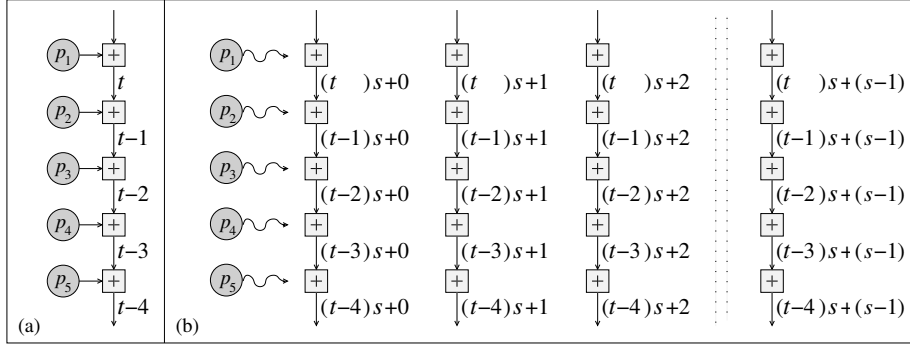 p1 + p1 + + + +
t (t )s+0 (t )s+1 (t )s+2 (t )s+(s−1)
p2 + p2 + + + +
t−1 (t−1)s+0 (t−1)s+1 (t−1)s+2 (t−1)s+(s−1)
p3 + p3 + + + +
t−2 (t−2)s+0 (t−2)s+1 (t−2)s+2 (t−2)s+(s−1)
p4 + p4 + + + +
t−3 (t−3)s+0 (t−3)s+1 (t−3)s+2 (t−3)s+(s−1)
p5 + p5 + + + +
t−4 (t−4)s+0 (t−4)s+1 (t−4)s+2 (t−4)s+(s−1)
(a) (b)